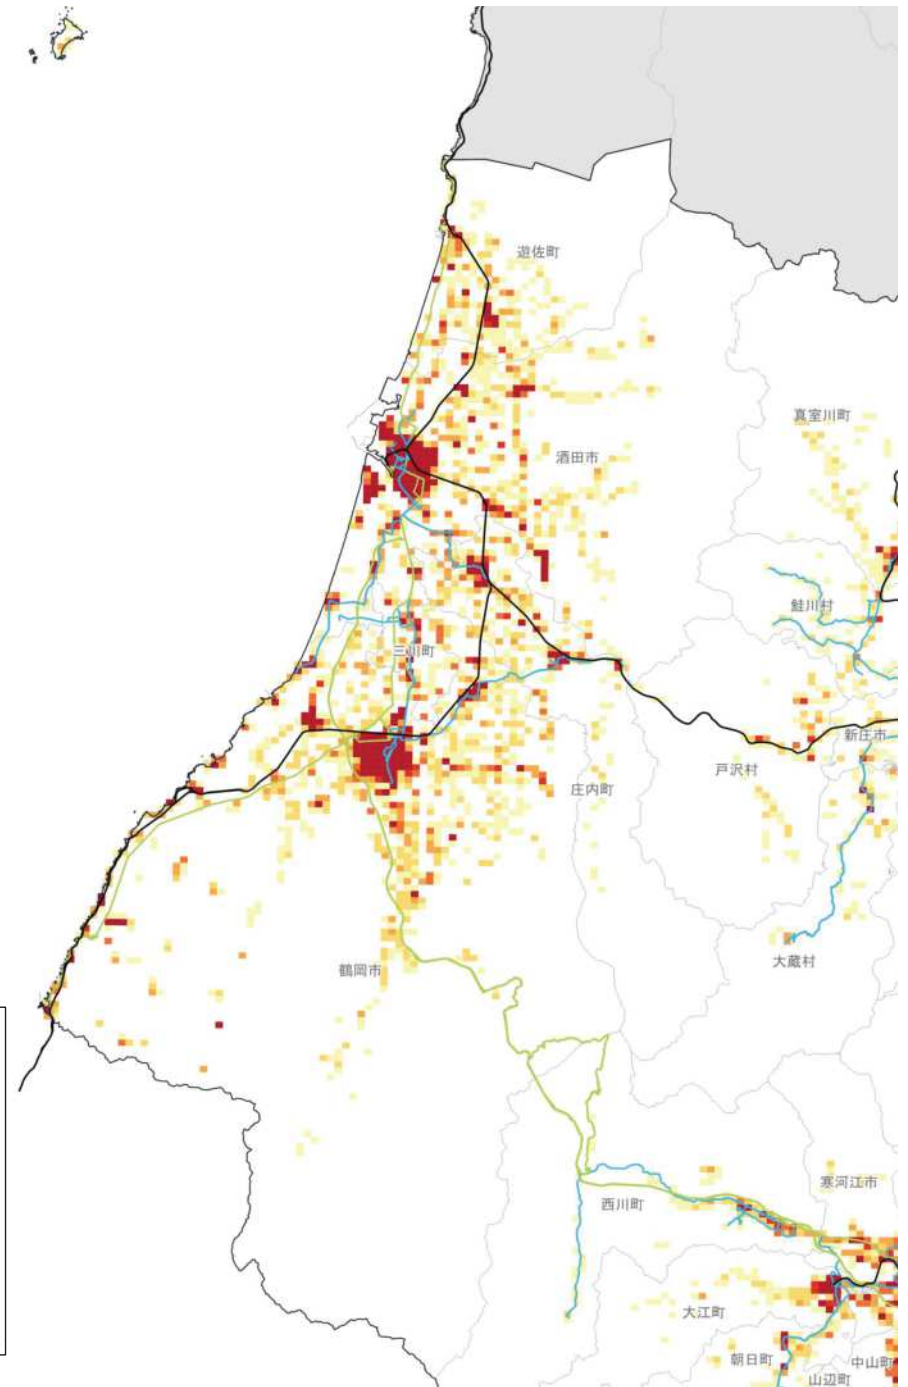 遊佐町
真室川町
酒田市
鮭川村
三川町
新庄市
戸沢村
庄内町
大蔵村
鶴岡市
寒河江市
西川町
大江町
朝日町
中山町
山辺町